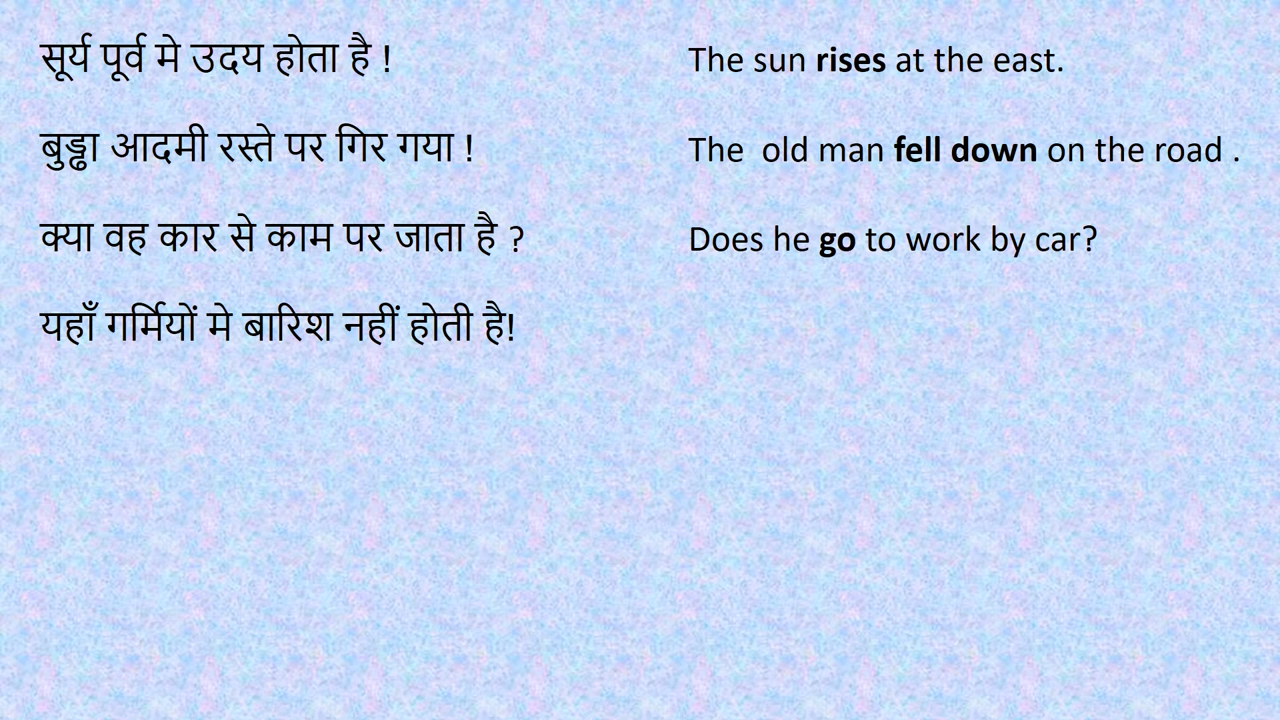 सूर्य पूर्व मे उदय होता है ! The sun rises at the east.
बुड्ढा आदमी रस्ते पर गिर गया ! The  old man fell down on the road .
क्या वह कार से काम पर जाता है ? Does he go to work by car?
यहाँ गर्मियों मे बारिश नहीं होती है!